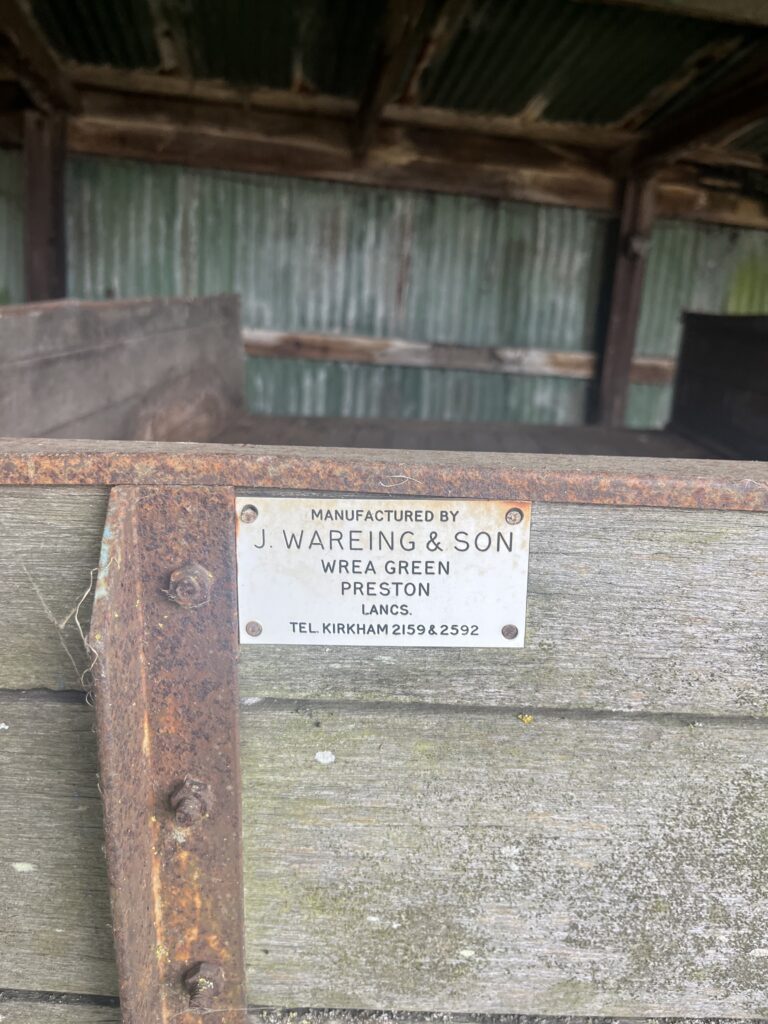 MANUFACTURED BY
J. WAREING & SON
WREA GREEN
PRESTON
LANCS.
TEL. KIRKHAM 2159 & 2592